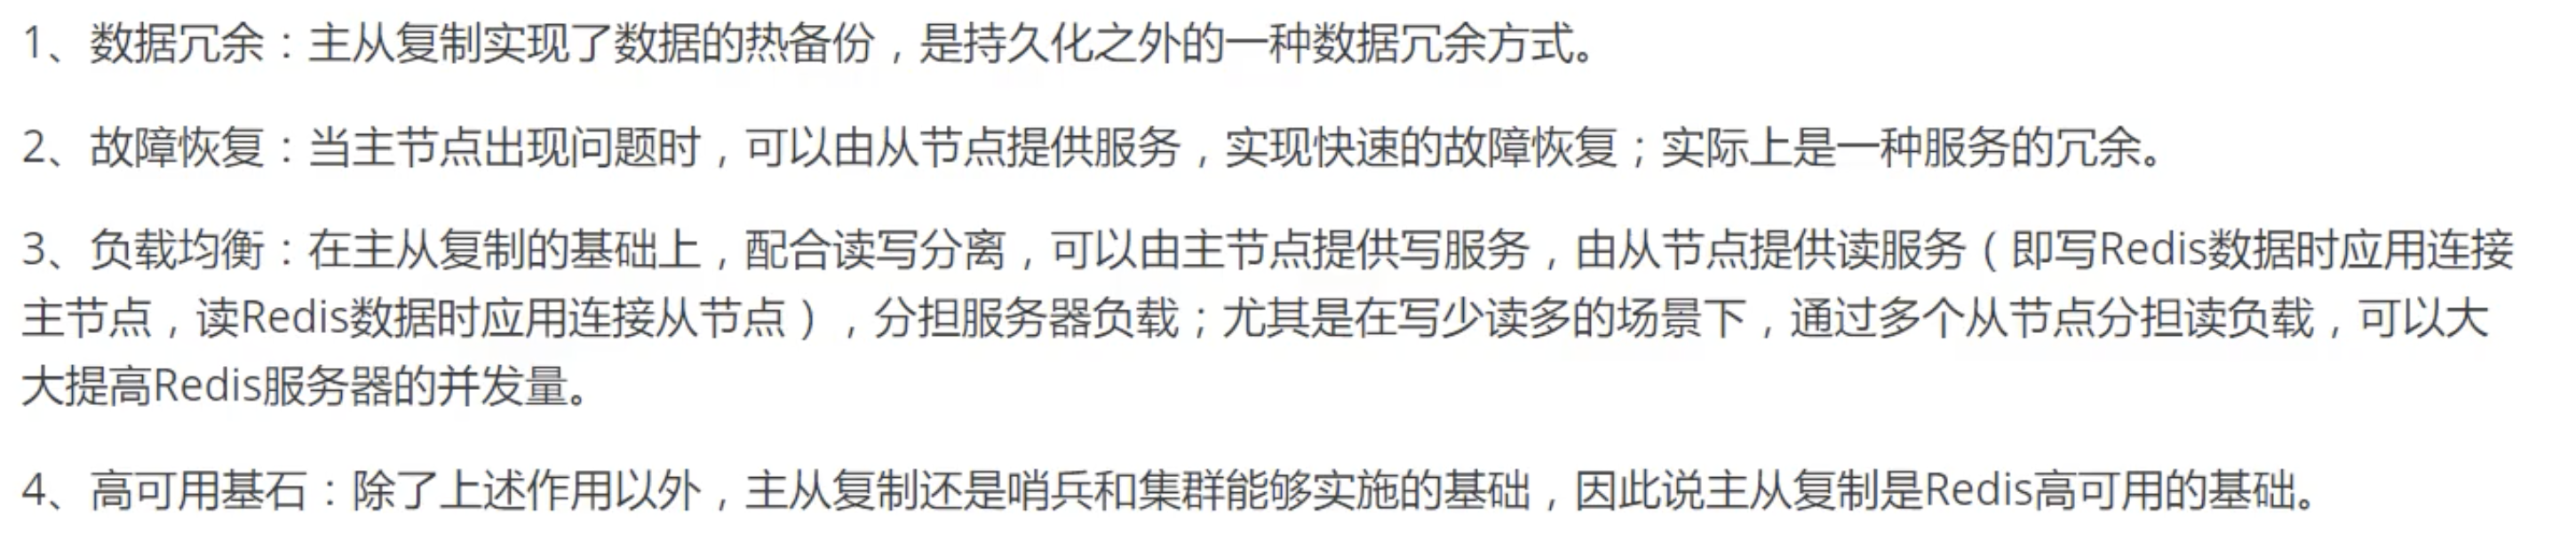 1、数据冗余：主从复制实现了数据的热备份，是持久化之外的一种数据冗余方式。
2、故障恢复：当主节点出现问题时，可以由从节点提供服务，实现快速的故障恢复；实际上是一种服务的冗余。
3、负载均衡：在主从复制的基础上，配合读写分离，可以由主节点提供写服务，由从节点提供读服务（即写Redis数据时应用连接
主节点，读Redis数据时应用连接从节点），分担服务器负载；尤其是在写少读多的场景下，通过多个从节点分担读负载，可以大
大提高Redis服务器的并发量。
4、高可用基石：除了上述作用以外，主从复制还是哨兵和集群能够实施的基础，因此说主从复制是Redis高可用的基础。